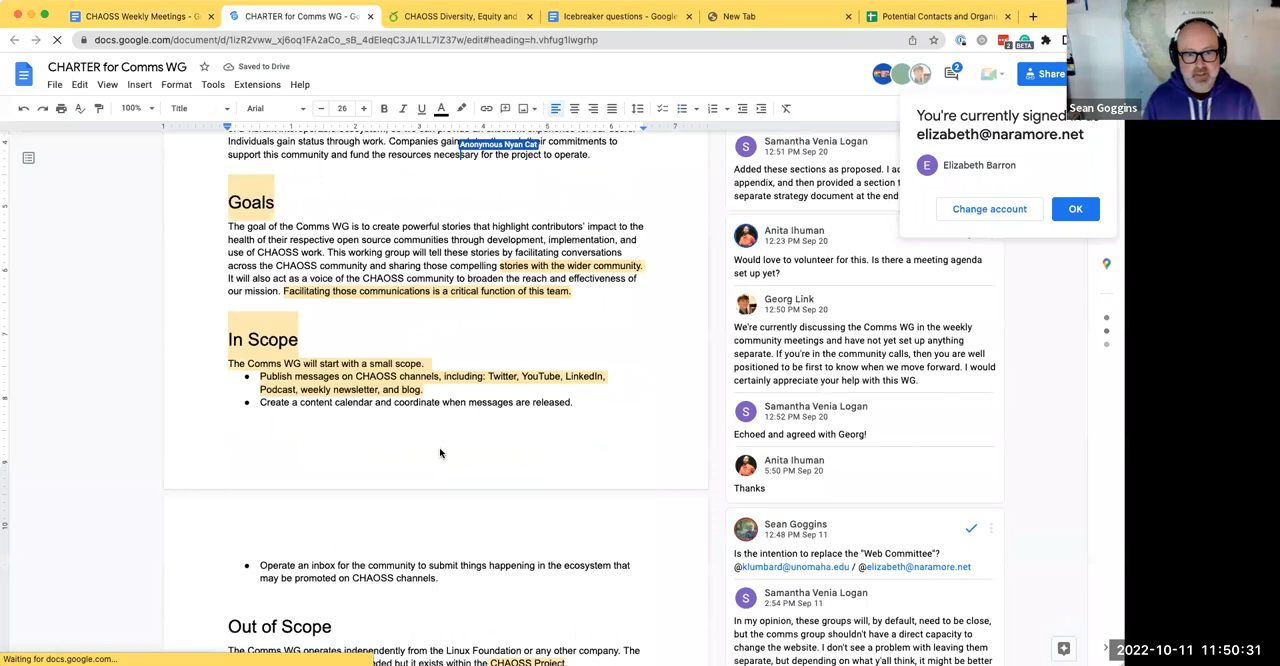 CHAOSS Weekly Meetings - G
CHARTER for Comms WG - Go
CHAOSS Diversity, Equity and
Icebreaker questions - Google
New Tab
Potential Contacts and Organi
docs.google.com/document/d/1izR2vww_xj6oq1FA2aCo_sB_4dEIeqC3JA1LL7IZ37w/edit#heading=h.vhfug1lwgrhp
2
BETA
CHARTER for Comms WG
Saved to Drive
File Edit View Insert Format Tools Extensions Help
2
Share
100%
Title
Arial
26
B I U A
Sean Goggins
You're currently signed in
elizabeth@naramore.net
E
Elizabeth Barron
Change account
OK
1 2 3 4 5 6 7
Individuals gain status through work. Companies gain
their commitments to
Anonymous Nyan Cat
support this community and fund the resources necessary for the project to operate.
Goals
The goal of the Comms WG is to create powerful stories that highlight contributors' impact to the
health of their respective open source communities through development, implementation, and
use of CHAOSS work. This working group will tell these stories by facilitating conversations
across the CHAOSS community and sharing those compelling stories with the wider community.
It will also act as a voice of the CHAOSS community to broaden the reach and effectiveness of
our mission. Facilitating those communications is a critical function of this team.
In Scope
The Comms WG will start with a small scope.
● Publish messages on CHAOSS channels, including: Twitter, YouTube, LinkedIn,
Podcast, weekly newsletter, and blog.
● Create a content calendar and coordinate when messages are released.
● Operate an inbox for the community to submit things happening in the ecosystem that
may be promoted on CHAOSS channels.
Out of Scope
The Comms WG operates independently from the Linux Foundation or any other company. The
ded but it exists within the CHAOSS Project.
S
Samantha Venia Logan
12:51 PM Sep 20
Added these sections as proposed. I
appendix, and then provided a section
separate strategy document at the end
Anita Ihuman
12:23 PM Sep 20
Would love to volunteer for this. Is there a meeting agenda
set up yet?
Georg Link
12:50 PM Sep 20
We're currently discussing the Comms WG in the weekly
community meetings and have not yet set up anything
separate. If you're in the community calls, then you are well
positioned to be first to know when we move forward. I would
certainly appreciate your help with this WG.
S
Samantha Venia Logan
12:52 PM Sep 20
Echoed and agreed with Georg!
Anita Ihuman
5:50 PM Sep 20
Thanks
Sean Goggins
12:48 PM Sep 11
Is the intention to replace the "Web Committee"?
@klumbard@unomaha.edu / @elizabeth@naramore.net
S
Samantha Venia Logan
2:54 PM Sep 11
In my opinion, these groups will, by default, need to be close,
but the comms group shouldn't have a direct capacity to
change the website. I don't see a problem with leaving them
separate, but depending on what y'all think, it might be better
Waiting for docs.google.com...
2022-10-11 11:50:31